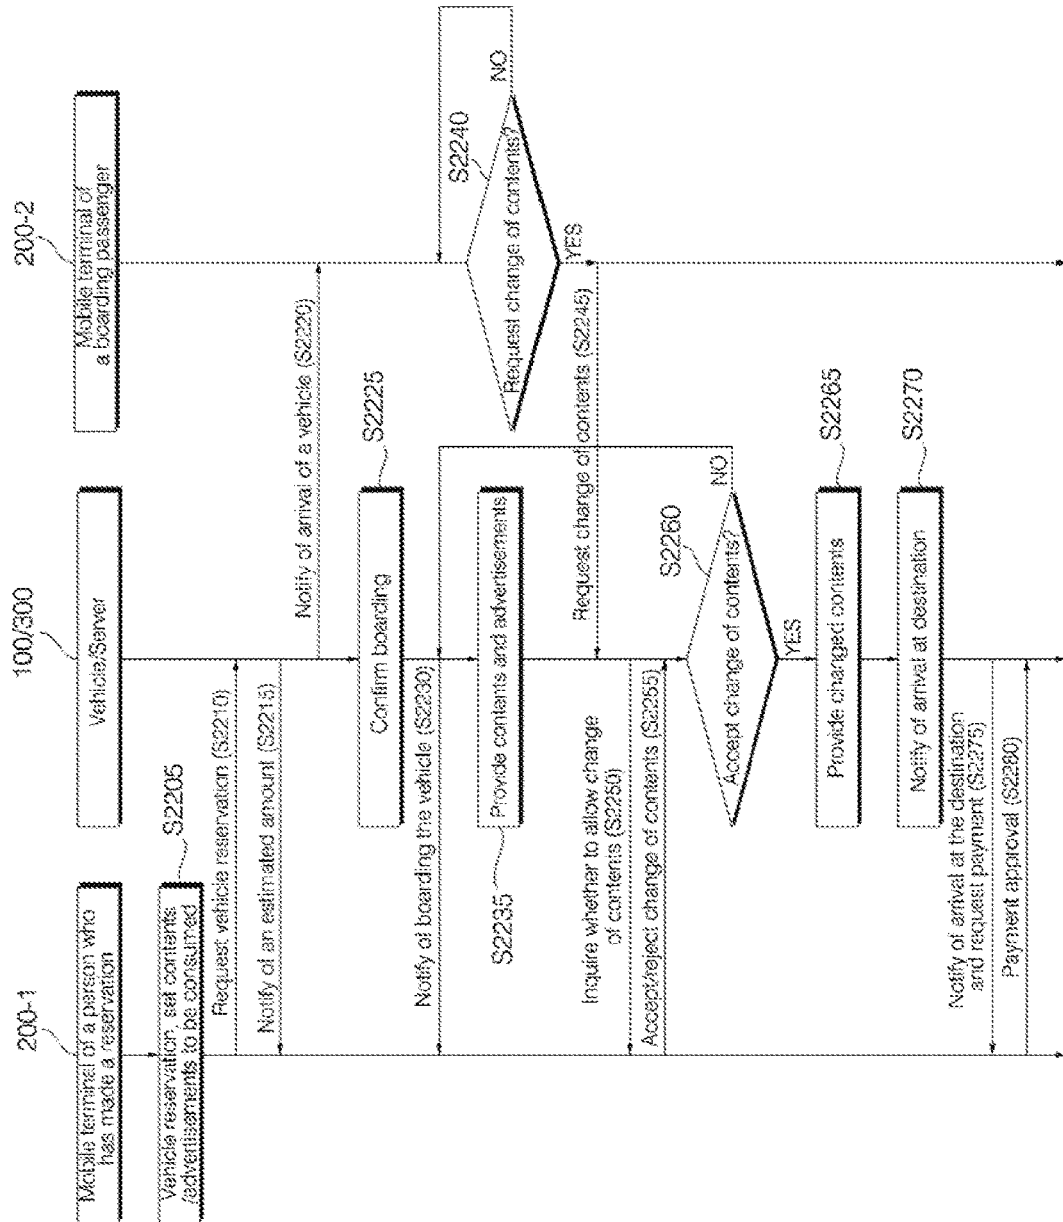 200-1
Mobile terminal of a person who
has made a reservation
100/300
Vehicle/Server
200-2
Mobile terminal of
a boarding passenger
S2205
Vehicle reservation, set contents
/advertisements to be consumed
Request vehicle reservation (S2210)
Notify of an estimated amount (S2215)
Notify of arrival of a vehicle (S2220)
S2225
Confirm boarding
Notify of boarding the vehicle (S2230)
Provide contents and advertisements
S2235
S2240
Request change of contents?
NO
YES
Request change of contents (S2245)
Inquire whether to allow change
of contents (S2250)
Accept/reject change of contents (S2255)
S2260
Accept change of contents?
NO
YES
S2265
Provide changed contents
S2270
Notify of arrival at destination
Notify of arrival at the destination
and request payment (S2275)
Payment approval (S2280)